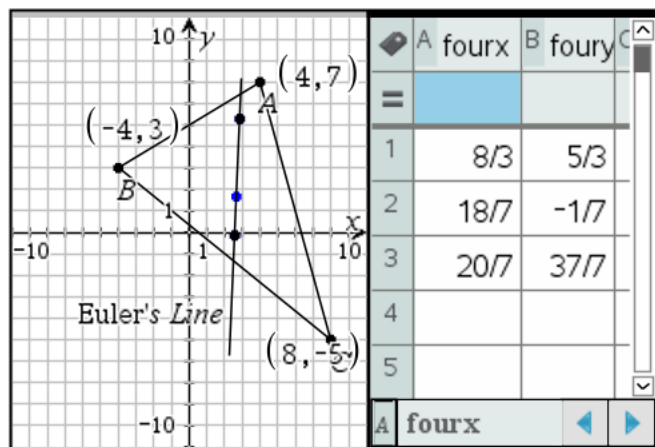 10 y
(4,7)
A
(-4,3)
B
1
x
-10 1 10
Euler's Line
(8,-5)
C
-10
A fourx B foury C
=
1 8/3 5/3
2 18/7 -1/7
3 20/7 37/7
4
5
A fourx